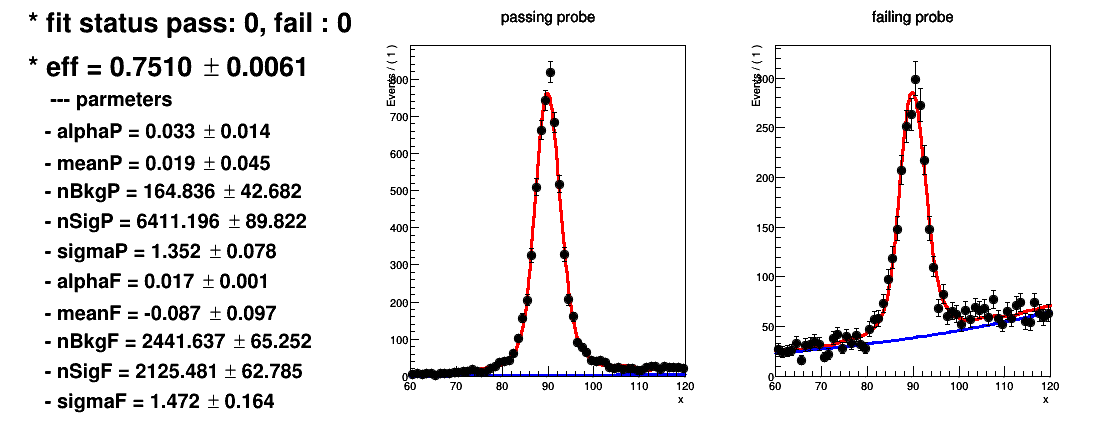 * fit status pass: 0, fail : 0
* eff = 0.7510 ± 0.0061
--- parmeters
- alphaP = 0.033 ± 0.014
- meanP = 0.019 ± 0.045
- nBkgP = 164.836 ± 42.682
- nSigP = 6411.196 ± 89.822
- sigmaP = 1.352 ± 0.078
- alphaF = 0.017 ± 0.001
- meanF = -0.087 ± 0.097
- nBkgF = 2441.637 ± 65.252
- nSigF = 2125.481 ± 62.785
- sigmaF = 1.472 ± 0.164
passing probe
Events / ( 1 )
800
700
600
500
400
300
200
100
0
60 70 80 90 100 110 120
x
failing probe
Events / ( 1 )
300
250
200
150
100
50
0
60 70 80 90 100 110 120
x